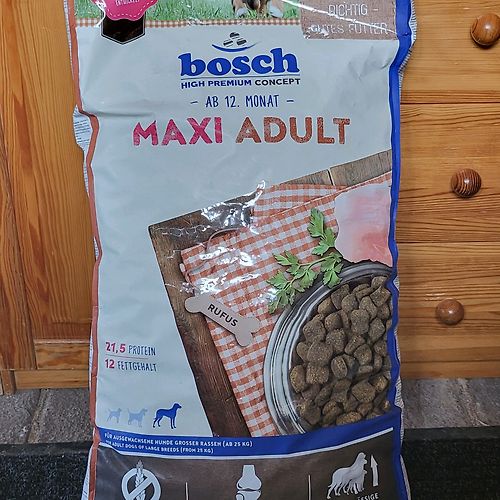 RICHTIG -
GUTES FUTTER
bosch
HIGH PREMIUM CONCEPT
- AB 12. MONAT -
MAXI ADULT
RUFUS
21,5 PROTEIN
12 FETTGEHALT
FÜR AUSGEWACHSENE HUNDE GROSSER RASSEN (AB 25 KG)
FOR ADULT DOGS OF LARGE BREEDS (FROM 25 KG)